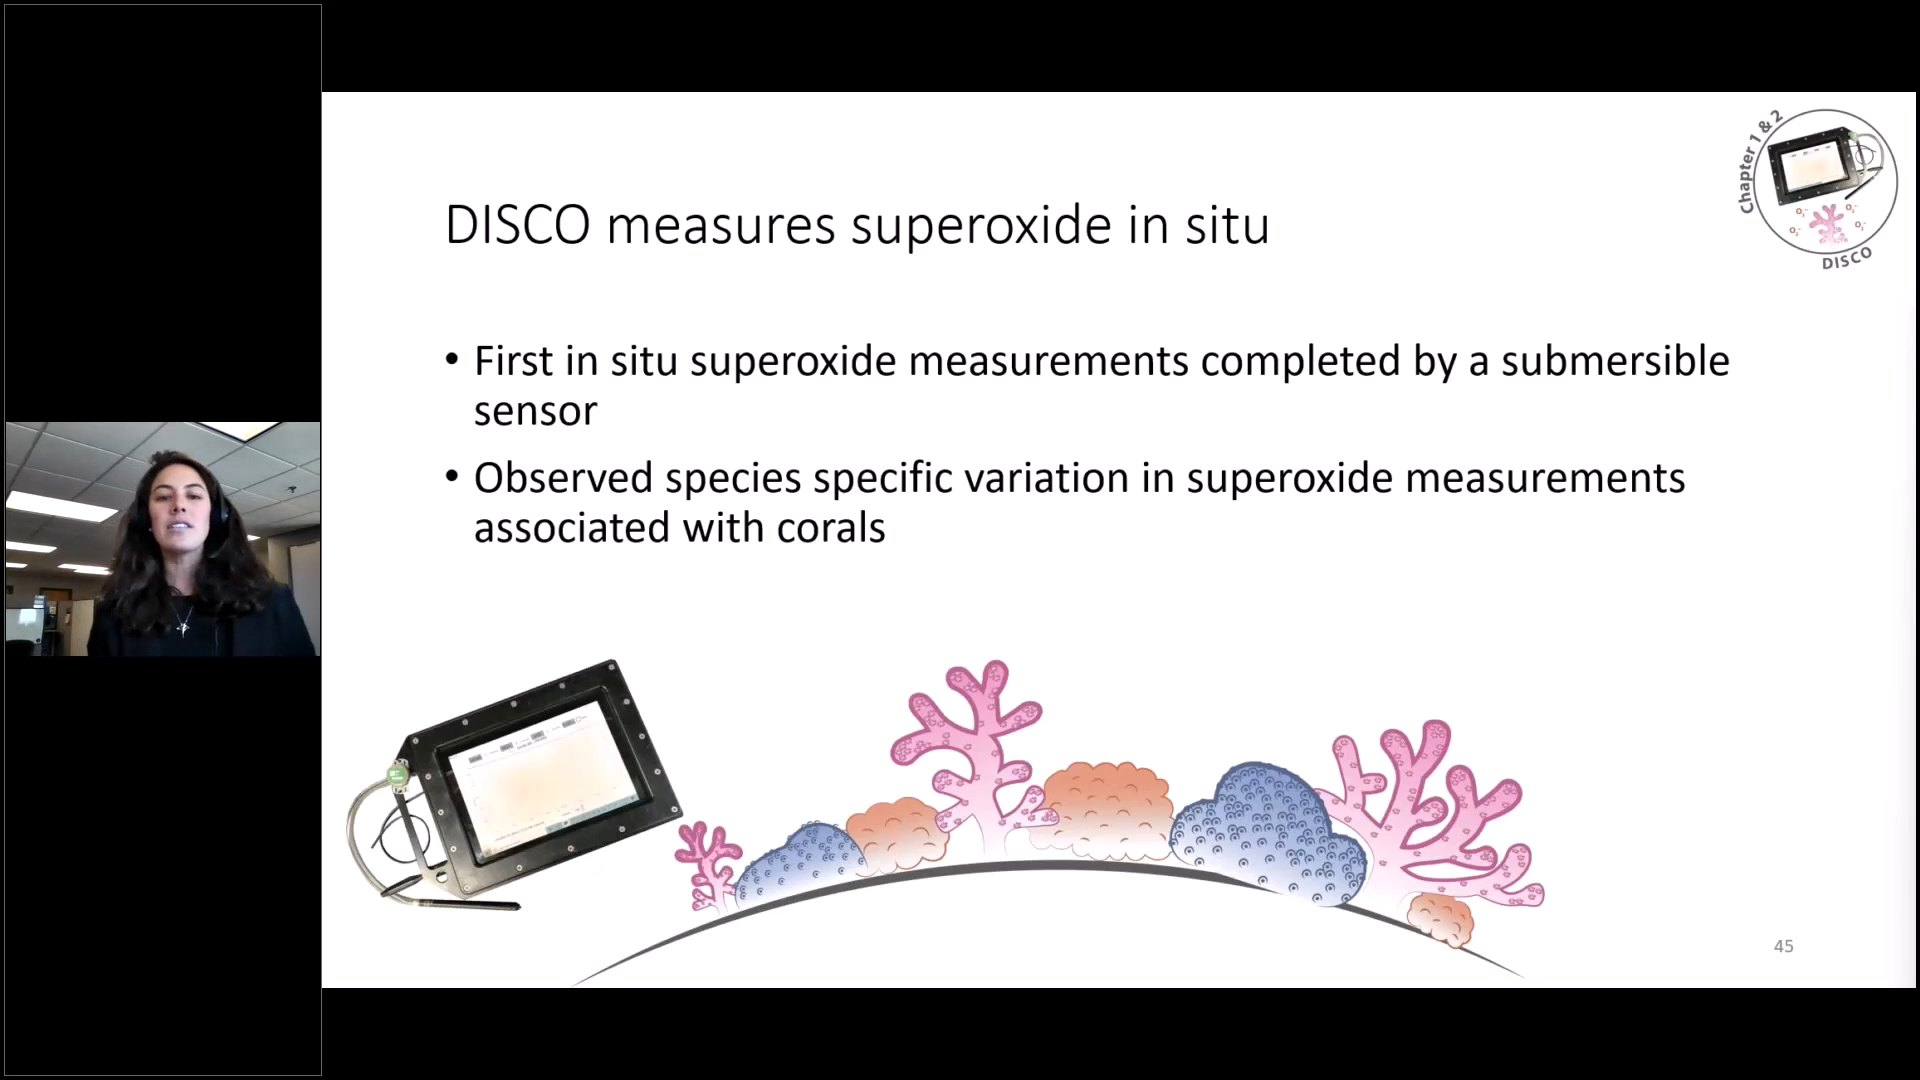 Chapter 1 & 2
DISCO measures superoxide in situ
DISCO
• First in situ superoxide measurements completed by a submersible
sensor
• Observed species specific variation in superoxide measurements
associated with corals
45